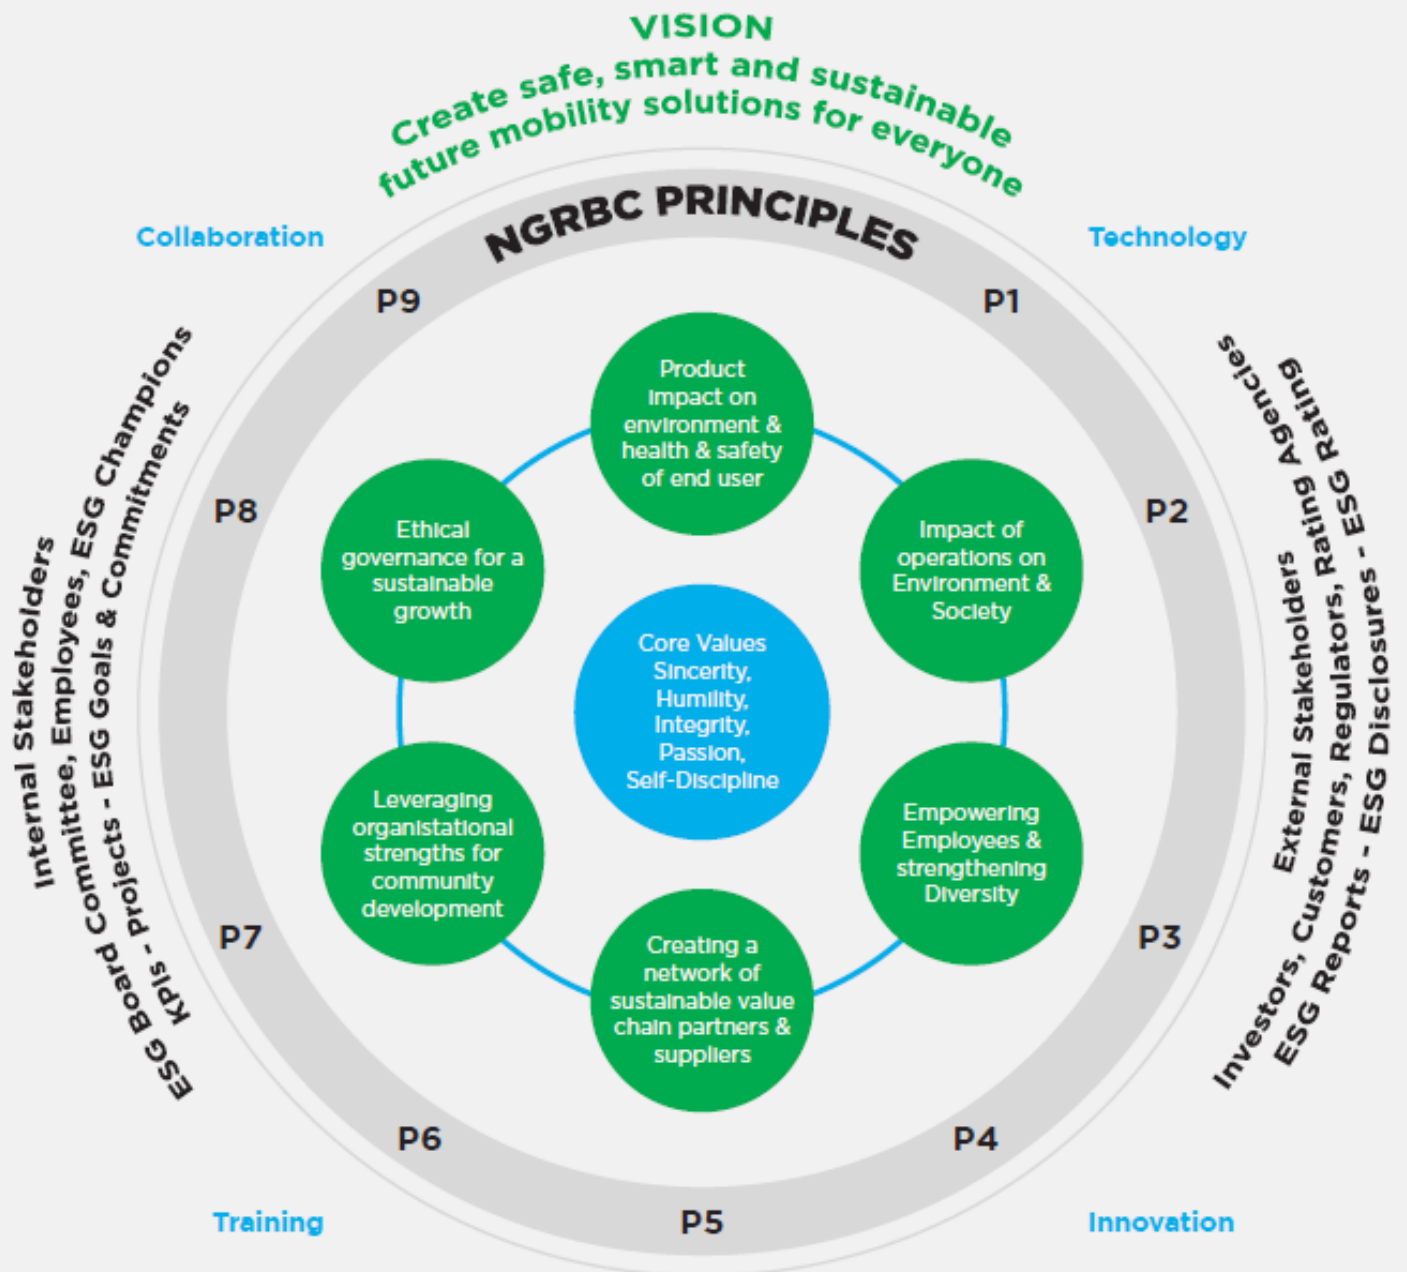 VISION
Create safe, smart and sustainable
future mobility solutions for everyone
NGRBC PRINCIPLES
Collaboration
Technology
P9
P1
P8
P2
P7
P3
P6
P4
P5
Product
impact on
environment &
health & safety
of end user
Ethical
governance for a
sustainable
growth
Impact of
operations on
Environment &
Society
Core Values
Sincerity,
Humility,
Integrity,
Passion,
Self-Discipline
Leveraging
organistational
strengths for
community
development
Empowering
Employees &
strengthening
Diversity
Creating a
network of
sustainable value
chain partners &
suppliers
Internal Stakeholders
ESG Board Committee, Employees, ESG Champions
KPIs - Projects - ESG Goals & Commitments
External Stakeholders
Investors, Customers, Regulators, Rating Agencies
ESG Reports - ESG Disclosures - ESG Rating
Training
Innovation